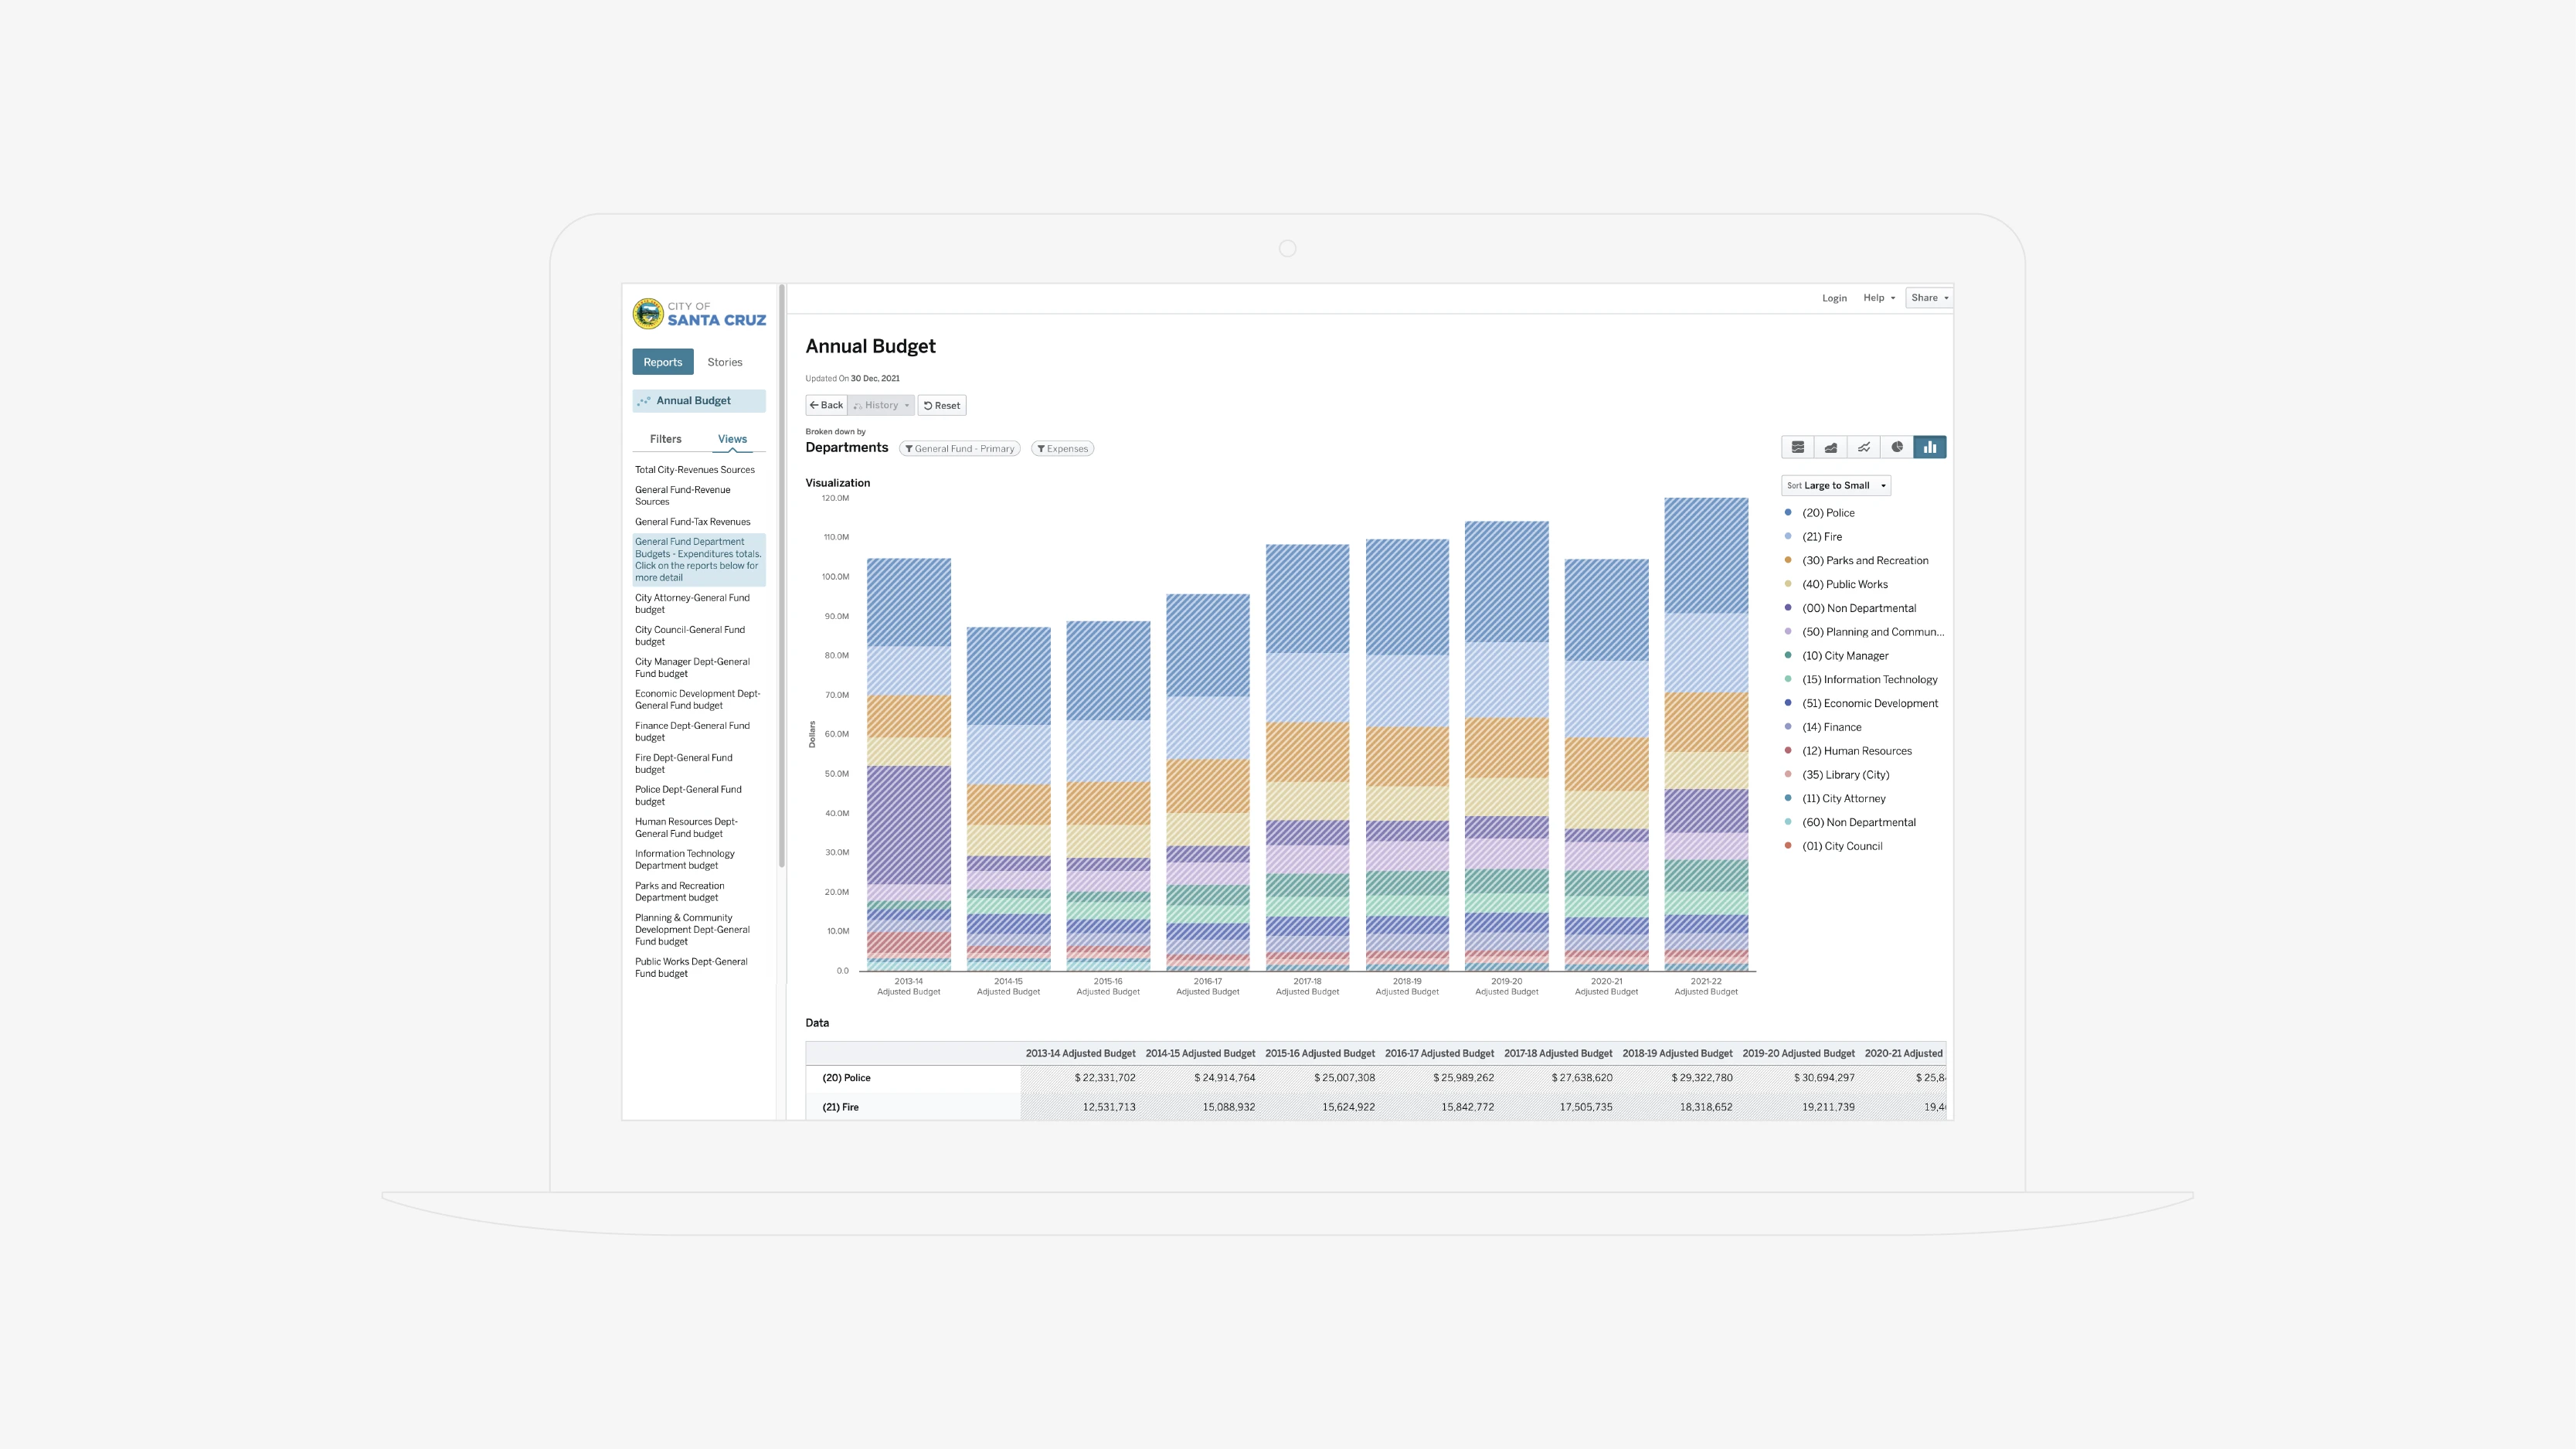 CITY OF
SANTA CRUZ
Login
Help
Share
Reports
Stories
Annual Budget
Filters
Views
Total City-Revenues Sources
General Fund-Revenue
Sources
General Fund-Tax Revenues
General Fund Department
Budgets - Expenditures totals.
Click on the reports below for
more detail
City Attorney-General Fund
budget
City Council-General Fund
budget
City Manager Dept-General
Fund budget
Economic Development Dept-
General Fund budget
Finance Dept-General Fund
budget
Fire Dept-General Fund
budget
Police Dept-General Fund
budget
Human Resources Dept-
General Fund budget
Information Technology
Department budget
Parks and Recreation
Department budget
Planning & Community
Development Dept-General
Fund budget
Public Works Dept-General
Fund budget
Annual Budget
Updated On 30 Dec, 2021
Back
History
Reset
Broken down by
Departments
General Fund - Primary
Expenses
Visualization
120.0M
110.0M
100.0M
90.0M
80.0M
70.0M
60.0M
50.0M
40.0M
30.0M
20.0M
10.0M
0.0
Dollars
2013-14
Adjusted Budget
2014-15
Adjusted Budget
2015-16
Adjusted Budget
2016-17
Adjusted Budget
2017-18
Adjusted Budget
2018-19
Adjusted Budget
2019-20
Adjusted Budget
2020-21
Adjusted Budget
2021-22
Adjusted Budget
Sort Large to Small
(20) Police
(21) Fire
(30) Parks and Recreation
(40) Public Works
(00) Non Departmental
(50) Planning and Commun...
(10) City Manager
(15) Information Technology
(51) Economic Development
(14) Finance
(12) Human Resources
(35) Library (City)
(11) City Attorney
(60) Non Departmental
(01) City Council
Data
2013-14 Adjusted Budget 2014-15 Adjusted Budget 2015-16 Adjusted Budget 2016-17 Adjusted Budget 2017-18 Adjusted Budget 2018-19 Adjusted Budget 2019-20 Adjusted Budget 2020-21 Adjusted
(20) Police $ 22,331,702 $ 24,914,764 $ 25,007,308 $ 25,989,262 $ 27,638,620 $ 29,322,780 $ 30,694,297 $ 25,8
(21) Fire 12,531,713 15,088,932 15,624,922 15,842,772 17,505,735 18,318,652 19,211,739 19,4